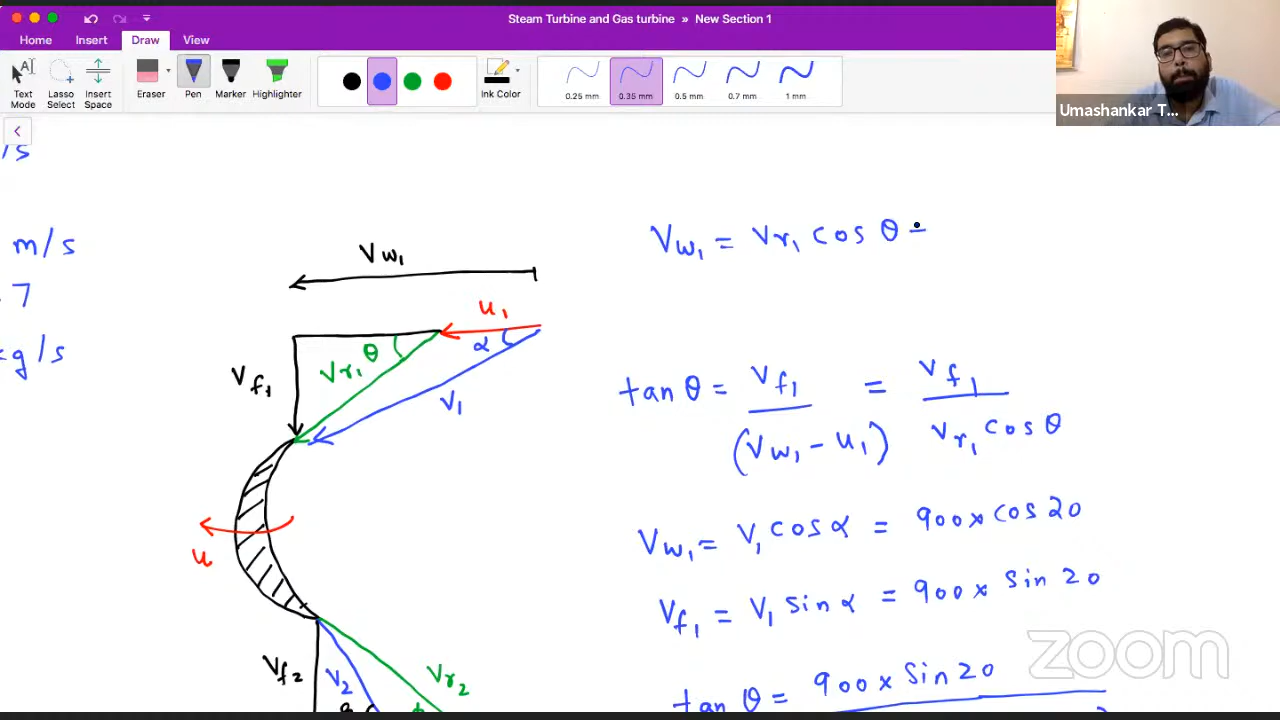 Steam Turbine and Gas turbine » New Section 1
Home Insert Draw View
Text Mode
Lasso Select
Insert Space
Eraser
Pen
Marker
Highlighter
Ink Color
0.25 mm
0.35 mm
0.5 mm
0.7 mm
1 mm
Umashankar T...
/s
m/s
7
kg/s
Vw₁
u₁
α
θ
Vr₁
Vf₁
V₁
u
Vf₂
V₂
Vr₂
Vw₁ = Vr₁ cos θ -
tan θ = Vf₁ / (Vw₁ - u₁) = Vf₁ / Vr₁ cos θ
Vw₁ = V₁ cos α = 900 x cos 20
Vf₁ = V₁ sin α = 900 x sin 20
tan θ = 900 x sin 20
zoom